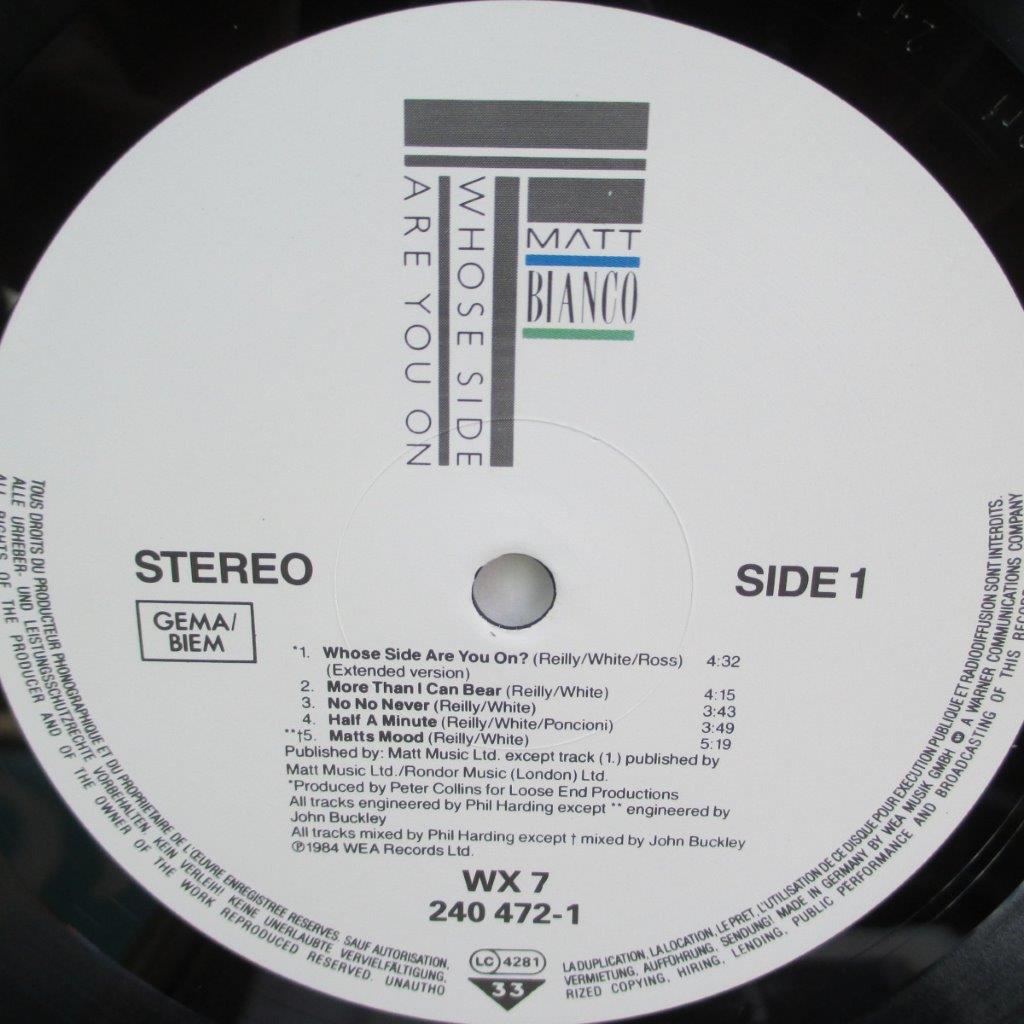 WHOSE SIDE
ARE YOU ON
MATT
BIANCO
STEREO
SIDE 1
GEMA/
BIEM
*1. Whose Side Are You On? (Reilly/White/Ross) 4:32
(Extended version)
2. More Than I Can Bear (Reilly/White) 4:15
3. No No Never (Reilly/White) 3:43
4. Half A Minute (Reilly/White/Poncioni) 3:49
**†5. Matts Mood (Reilly/White) 5:19
Published by: Matt Music Ltd. except track (1.) published by
Matt Music Ltd./Rondor Music (London) Ltd.
*Produced by Peter Collins for Loose End Productions
All tracks engineered by Phil Harding except ** engineered by
John Buckley
All tracks mixed by Phil Harding except † mixed by John Buckley
℗1984 WEA Records Ltd.
WX 7
240 472-1
LC 4281
33
TOUS DROITS DU PRODUCTEUR PHONOGRAPHIQUE ET DU PROPRIETAIRE DE L'ŒUVRE ENREGISTREE RESERVES. SAUF AUTORISATION,
LA DUPLICATION, LA LOCATION, LE PRET, L'UTILISATION DE CE DISQUE POUR EXECUTION PUBLIQUE ET RADIODIFFUSION SONT INTERDITS.
ALLE URHEBER- UND LEISTUNGSSCHUTZRECHTE VORBEHALTEN. KEIN VERLEIH! KEINE UNERLAUBTE VERVIELFÄLTIGUNG,
VERMIETUNG, AUFFÜHRUNG, SENDUNG! MADE IN GERMANY BY WEA MUSIK GMBH A WARNER COMMUNICATIONS COMPANY
ALL RIGHTS OF THE PRODUCER AND OF THE OWNER OF THE WORK REPRODUCED RESERVED. UNAUTHO
RIZED COPYING, HIRING, LENDING, PUBLIC PERFORMANCE AND BROADCASTING OF THIS RECORD